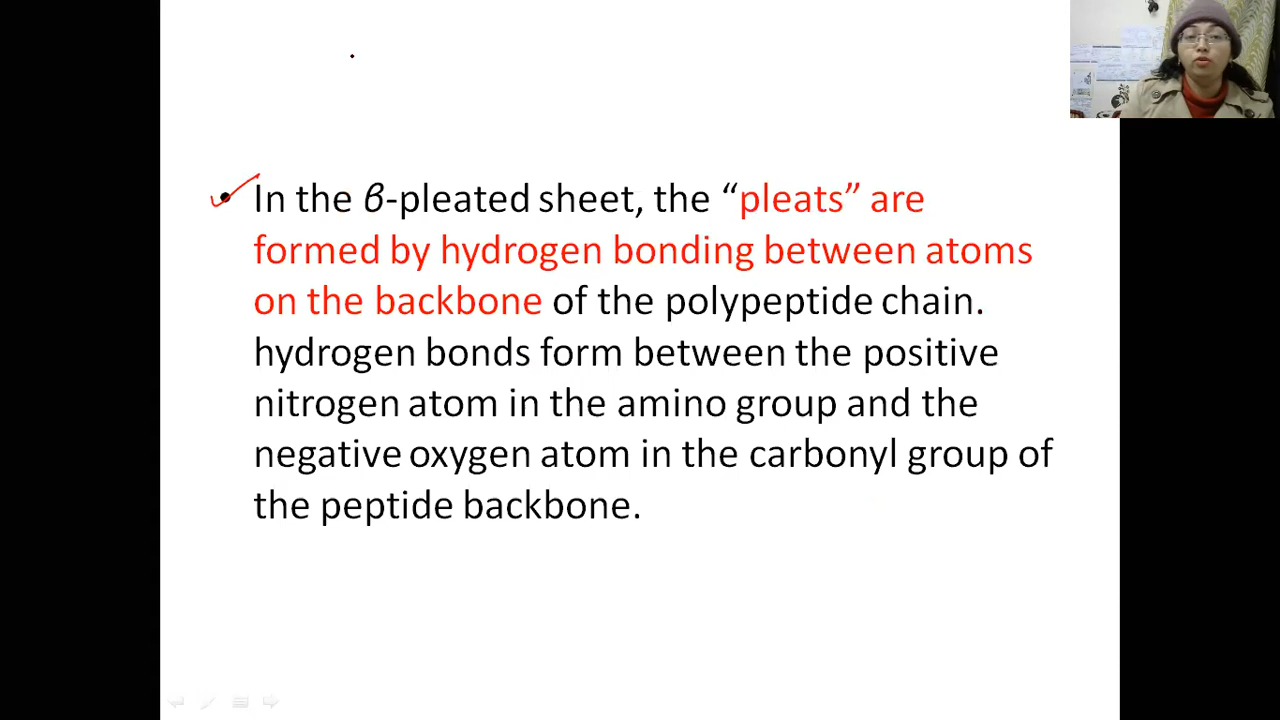 In the β-pleated sheet, the “pleats” are
formed by hydrogen bonding between atoms
on the backbone of the polypeptide chain.
hydrogen bonds form between the positive
nitrogen atom in the amino group and the
negative oxygen atom in the carbonyl group of
the peptide backbone.